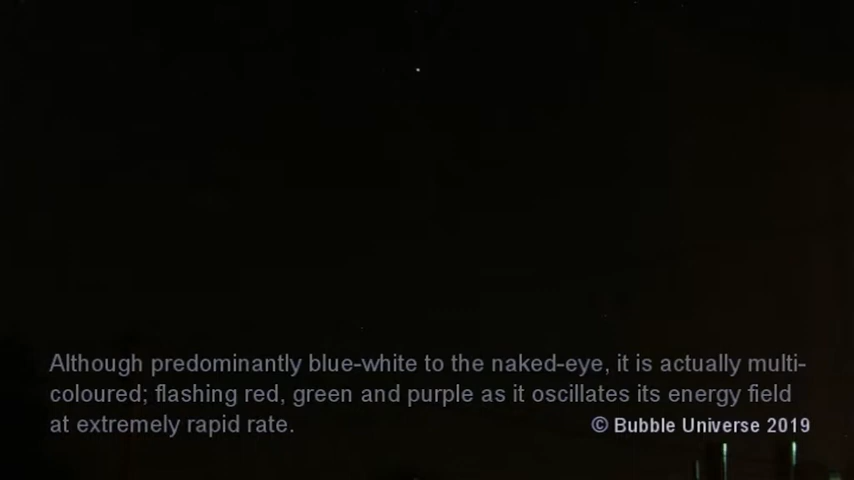 Although predominantly blue-white to the naked-eye, it is actually multi-
coloured; flashing red, green and purple as it oscillates its energy field
at extremely rapid rate.
© Bubble Universe 2019